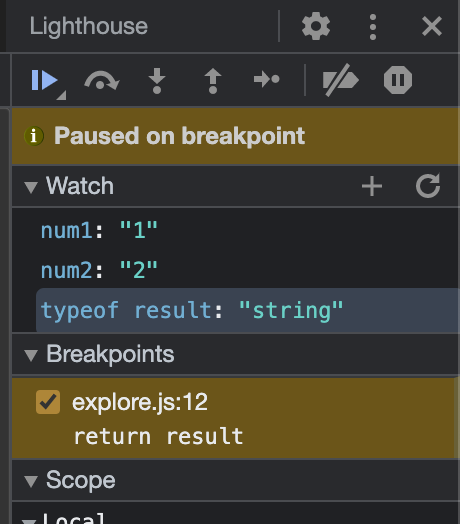 Lighthouse
Paused on breakpoint
Watch
num1: "1"
num2: "2"
typeof result: "string"
Breakpoints
explore.js:12
return result
Scope
Local